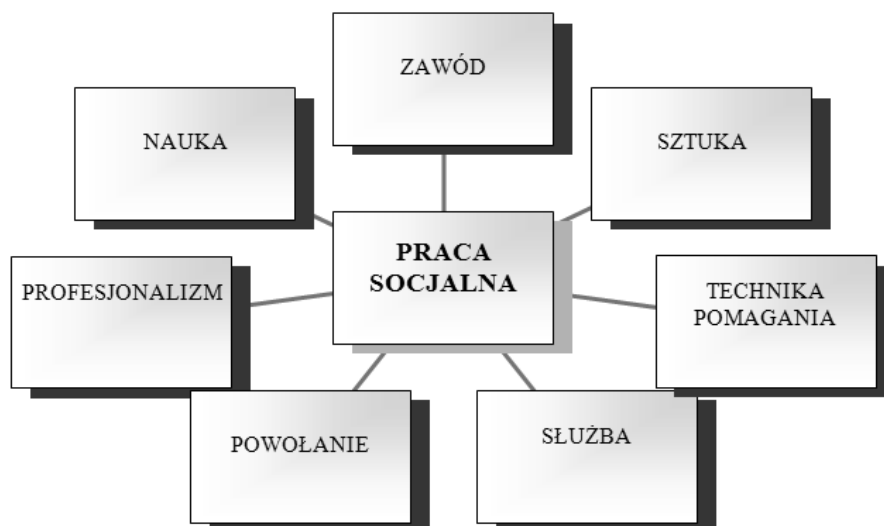 ZAWÓD
NAUKA
SZTUKA
PRACA
SOCJALNA
PROFESJONALIZM
TECHNIKA
POMAGANIA
POWOŁANIE
SŁUŻBA